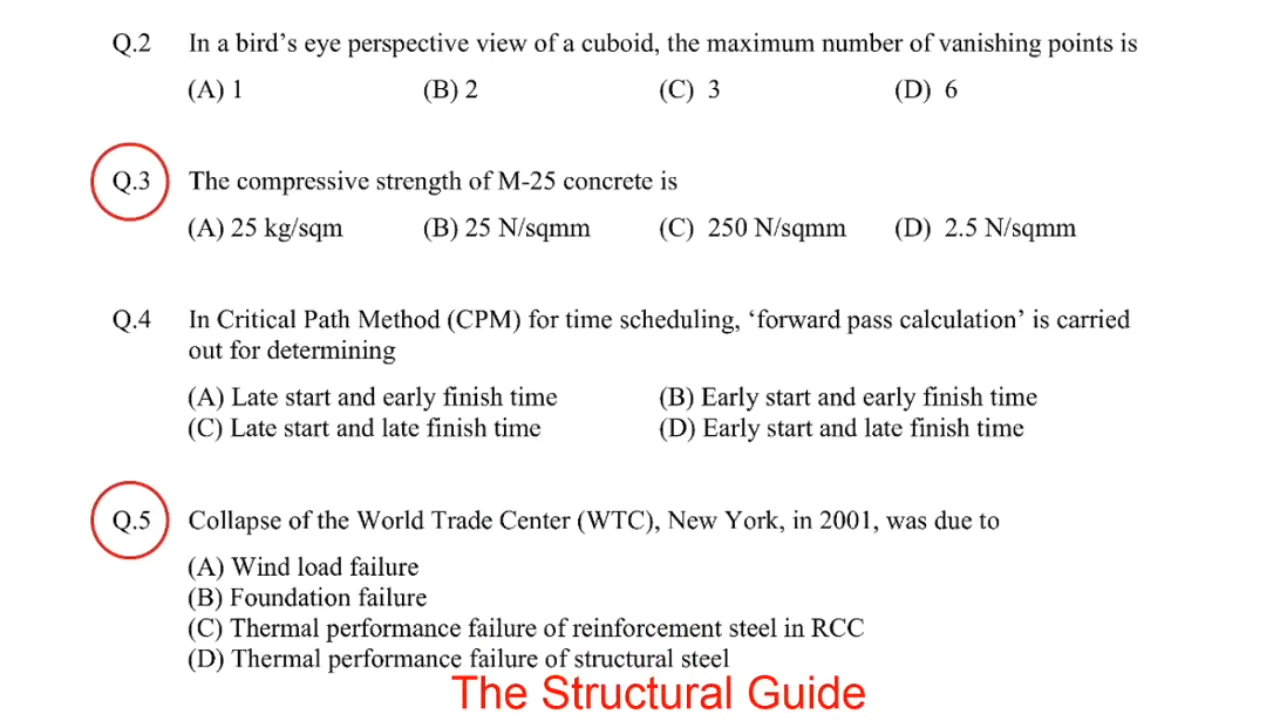 Q.2 In a bird’s eye perspective view of a cuboid, the maximum number of vanishing points is
(A) 1 (B) 2 (C) 3 (D) 6
Q.3 The compressive strength of M-25 concrete is
(A) 25 kg/sqm (B) 25 N/sqmm (C) 250 N/sqmm (D) 2.5 N/sqmm
Q.4 In Critical Path Method (CPM) for time scheduling, ‘forward pass calculation’ is carried
out for determining
(A) Late start and early finish time (B) Early start and early finish time
(C) Late start and late finish time (D) Early start and late finish time
Q.5 Collapse of the World Trade Center (WTC), New York, in 2001, was due to
(A) Wind load failure
(B) Foundation failure
(C) Thermal performance failure of reinforcement steel in RCC
(D) Thermal performance failure of structural steel
The Structural Guide